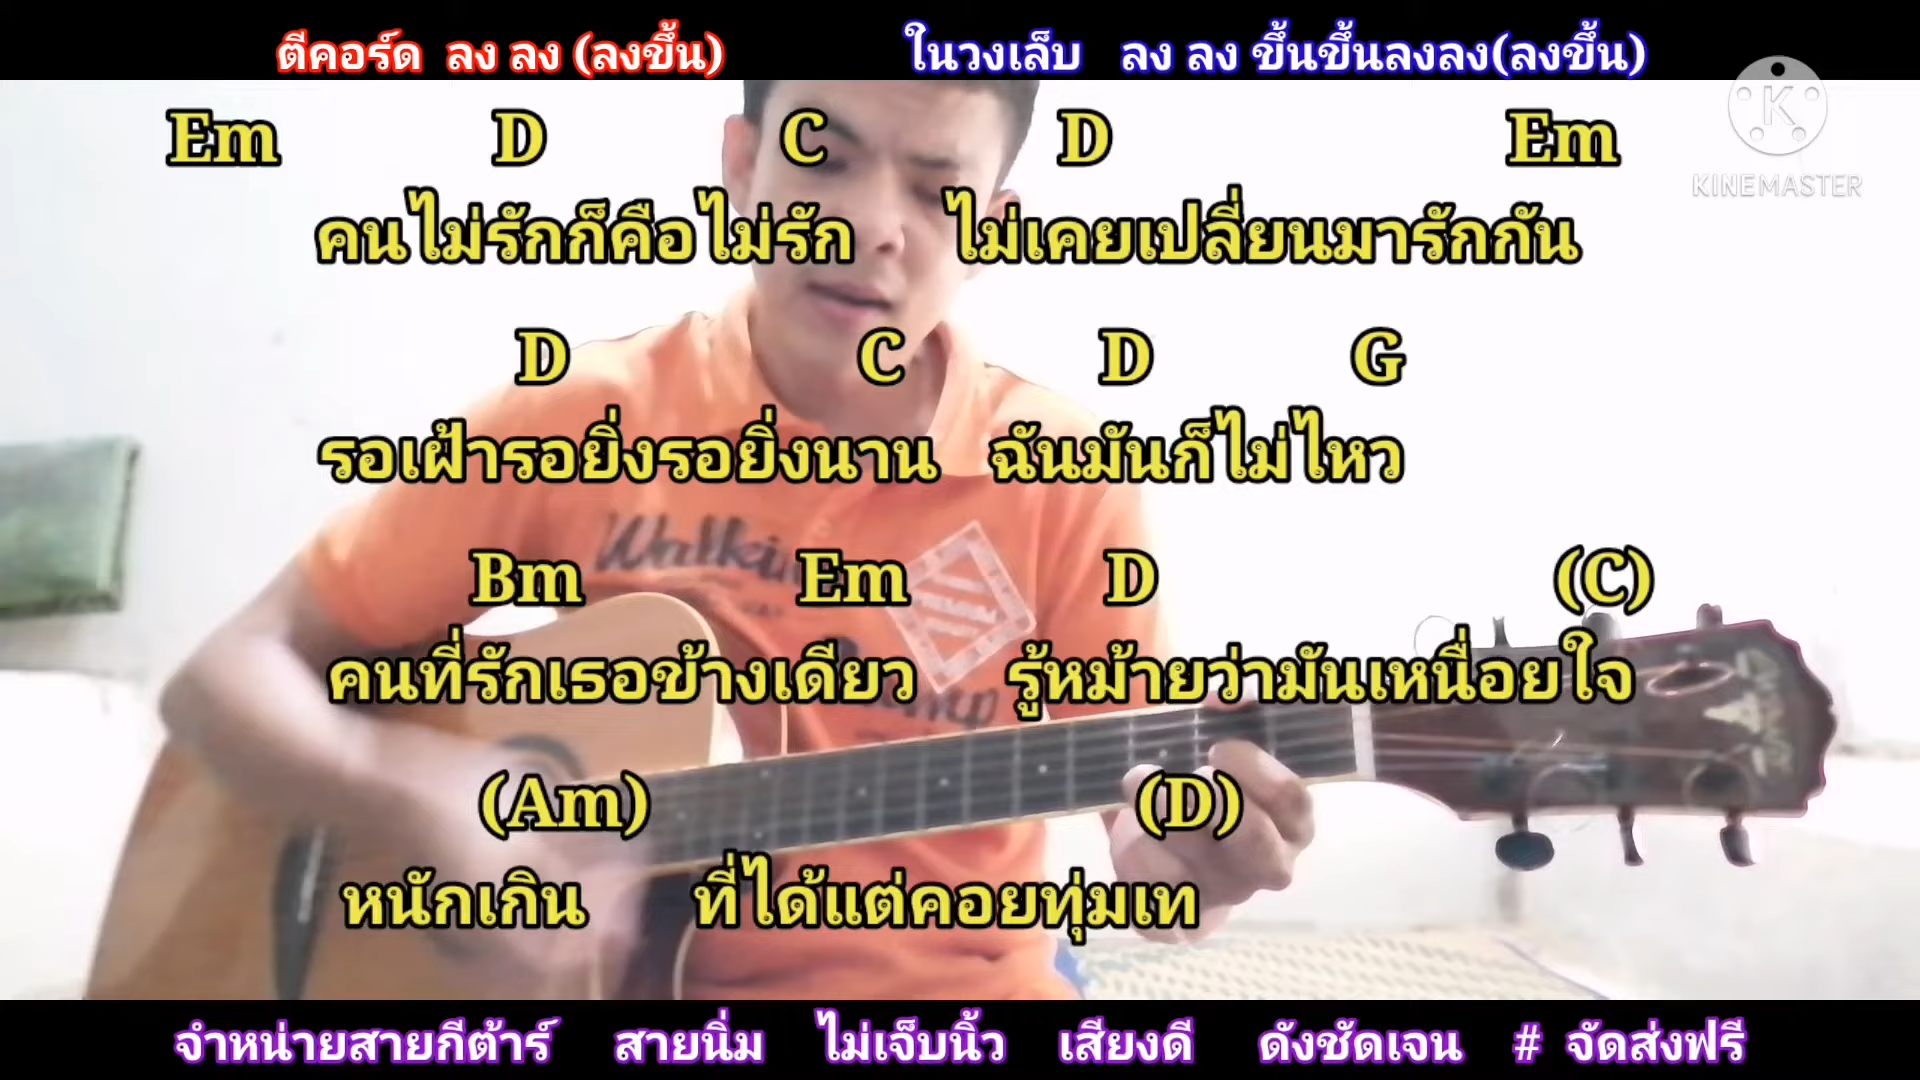 ตีคอร์ด ลง ลง (ลงขึ้น) ในวงเล็บ ลง ลง ขึ้นขึ้นลงลง(ลงขึ้น)
K
KINEMASTER
Em D C D Em
คนไม่รักก็คือไม่รัก ไม่เคยเปลี่ยนมารักกัน
D C D G
รอเฝ้ารอยิ่งรอยิ่งนาน ฉันมันก็ไม่ไหว
Bm Em D (C)
คนที่รักเธอข้างเดียว รู้หม้ายว่ามันเหนื่อยใจ
(Am) (D)
หนักเกิน ที่ได้แต่คอยทุ่มเท
จำหน่ายสายกีต้าร์ สายนิ่ม ไม่เจ็บนิ้ว เสียงดี ดังชัดเจน # จัดส่งฟรี